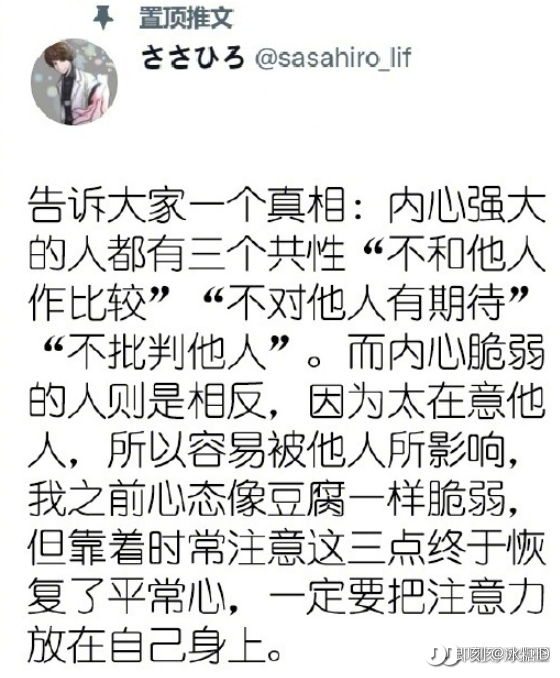 置顶推文
ささひろ @sasahiro_lif
告诉大家一个真相：内心强大
的人都有三个共性“不和他人
作比较”“不对他人有期待”
“不批判他人”。而内心脆弱
的人则是相反，因为太在意他
人，所以容易被他人所影响，
我之前心态像豆腐一样脆弱，
但靠着时常注意这三点终于恢
复了平常心，一定要把注意力
放在自己身上。